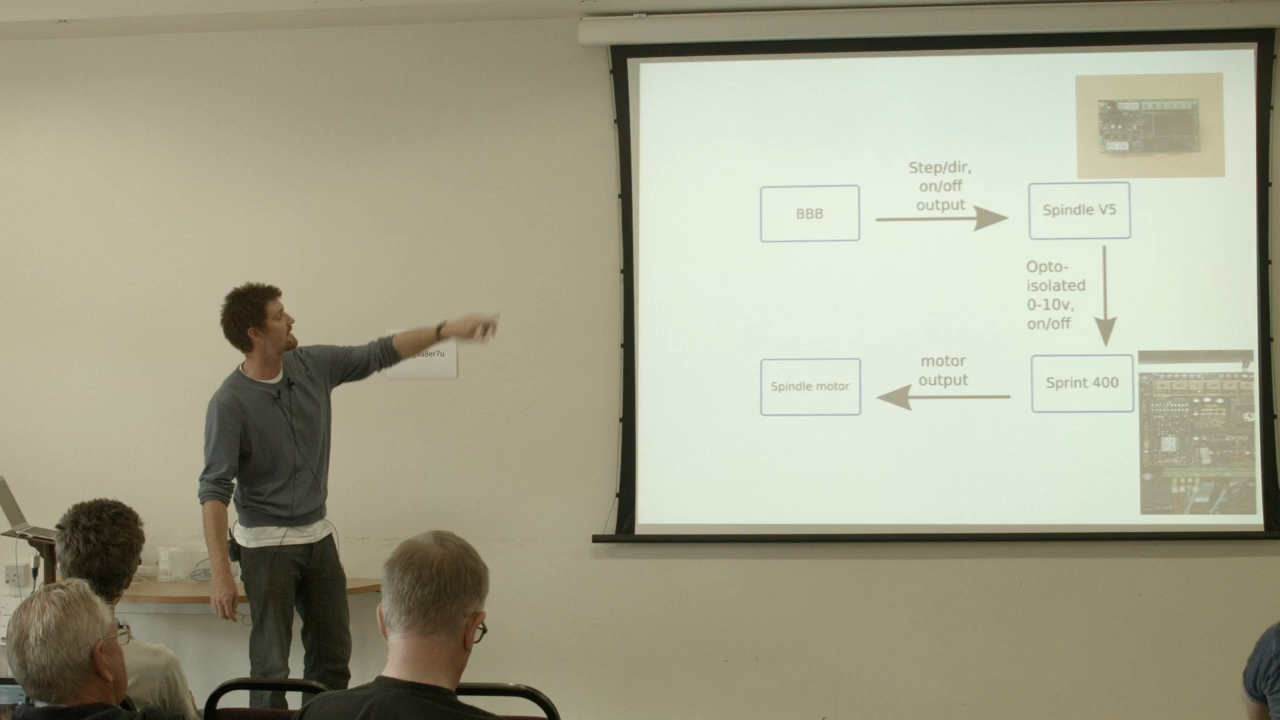 Step/dir,
on/off
output
BBB
Spindle V5
Opto-
isolated
0-10v,
on/off
motor
output
Spindle motor
Sprint 400